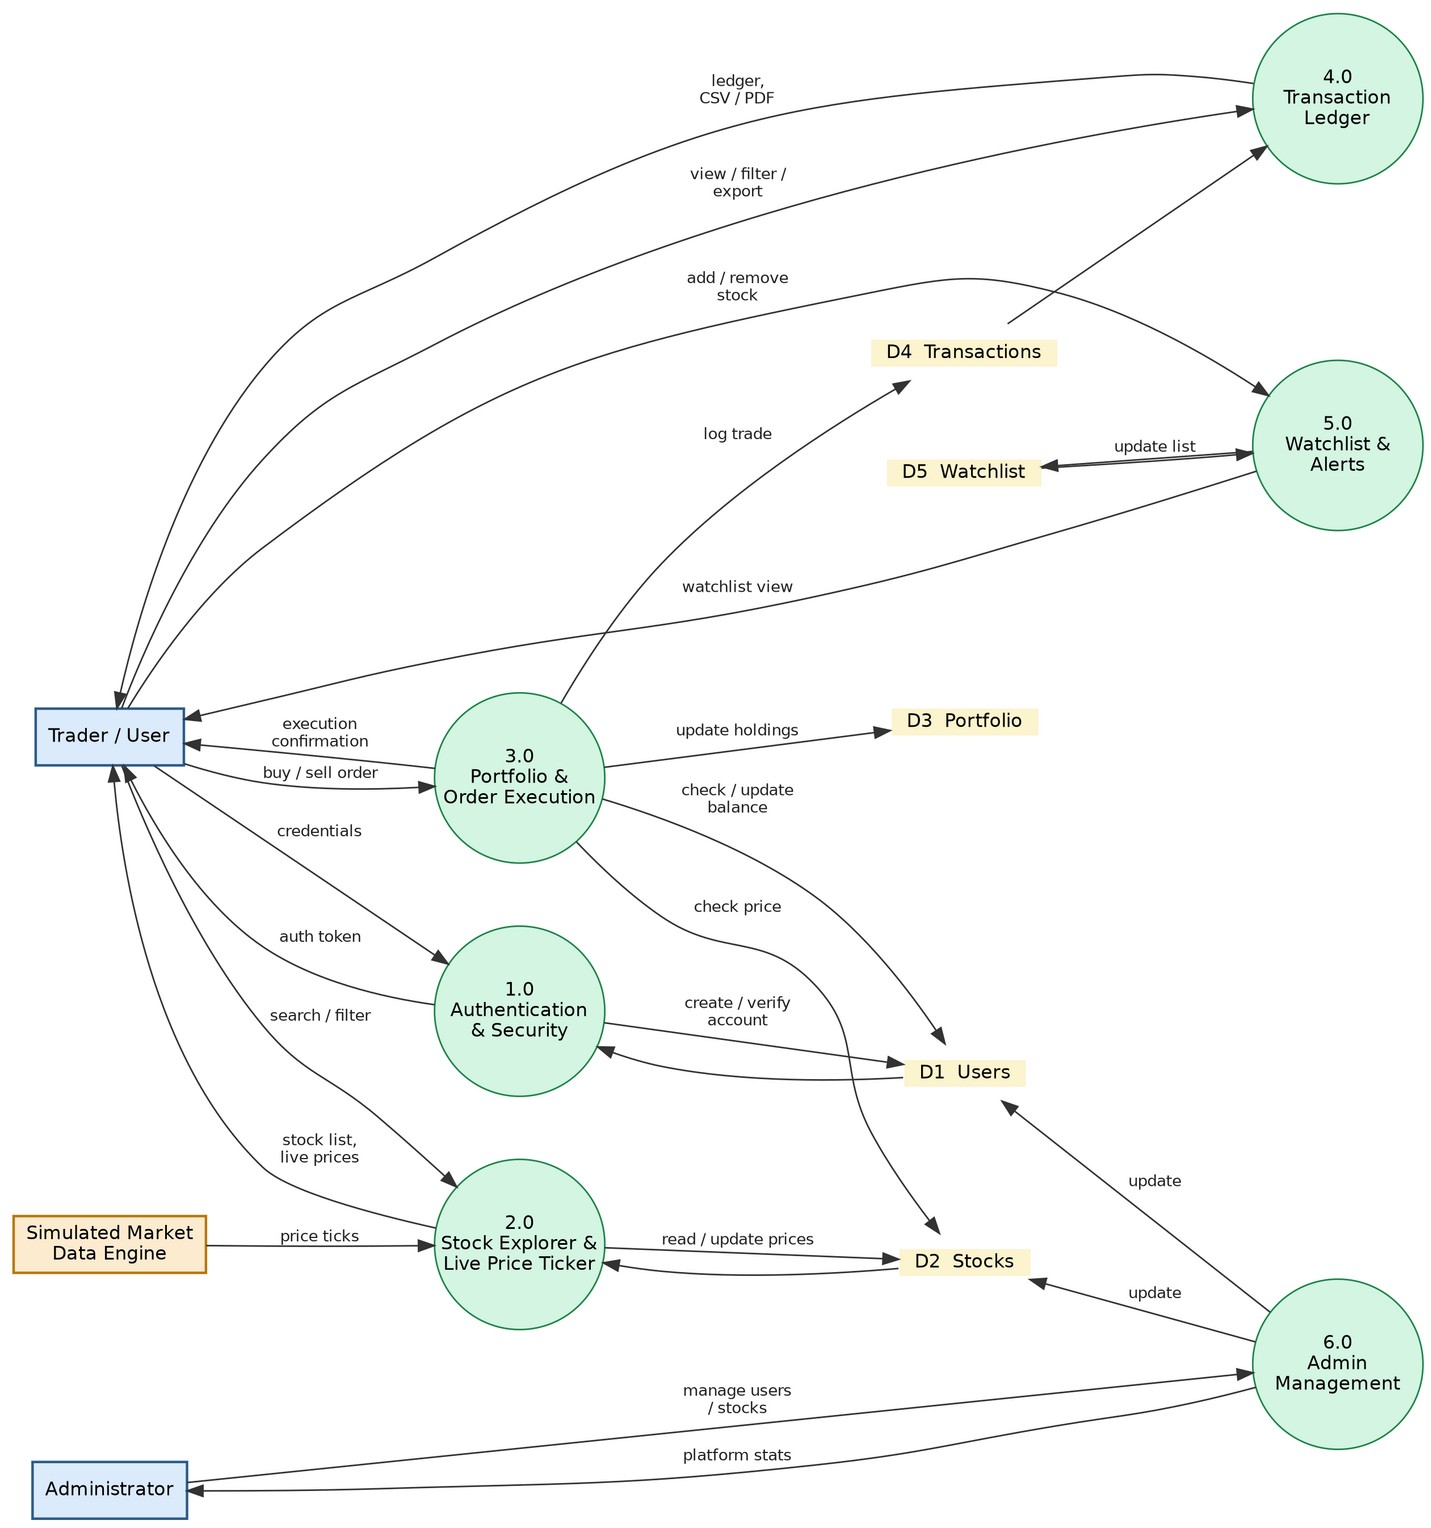 4.0
Transaction
Ledger
ledger,
CSV / PDF
view / filter /
export
add / remove
stock
D4  Transactions
5.0
Watchlist &
Alerts
log trade
update list
D5  Watchlist
watchlist view
Trader / User
execution
confirmation
buy / sell order
3.0
Portfolio &
Order Execution
update holdings
D3  Portfolio
check / update
balance
credentials
check price
auth token
1.0
Authentication
& Security
create / verify
account
search / filter
D1  Users
stock list,
live prices
update
Simulated Market
Data Engine
price ticks
2.0
Stock Explorer &
Live Price Ticker
read / update prices
D2  Stocks
update
6.0
Admin
Management
manage users
/ stocks
platform stats
Administrator